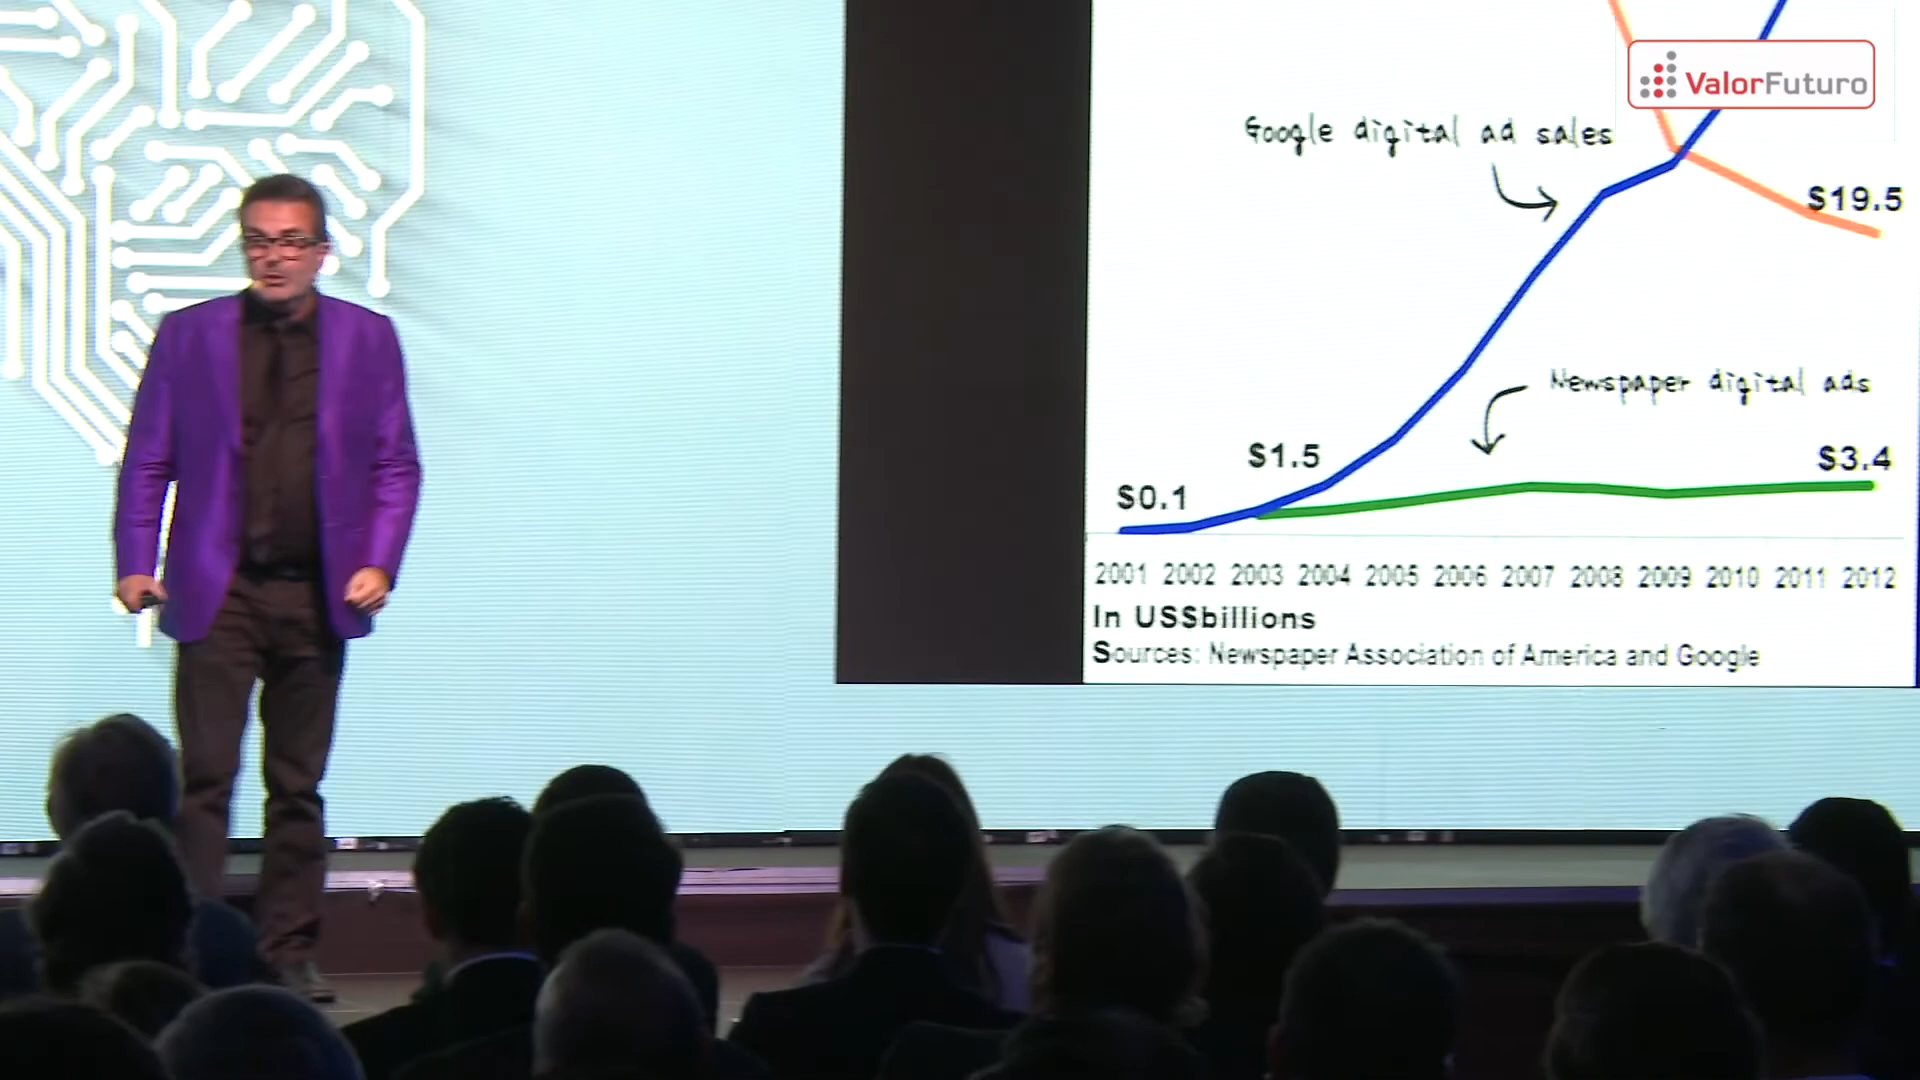 ValorFuturo
Google digital ad sales
$19.5
Newspaper digital ads
$1.5
$3.4
$0.1
2001 2002 2003 2004 2005 2006 2007 2008 2009 2010 2011 2012
In US$billions
Sources: Newspaper Association of America and Google